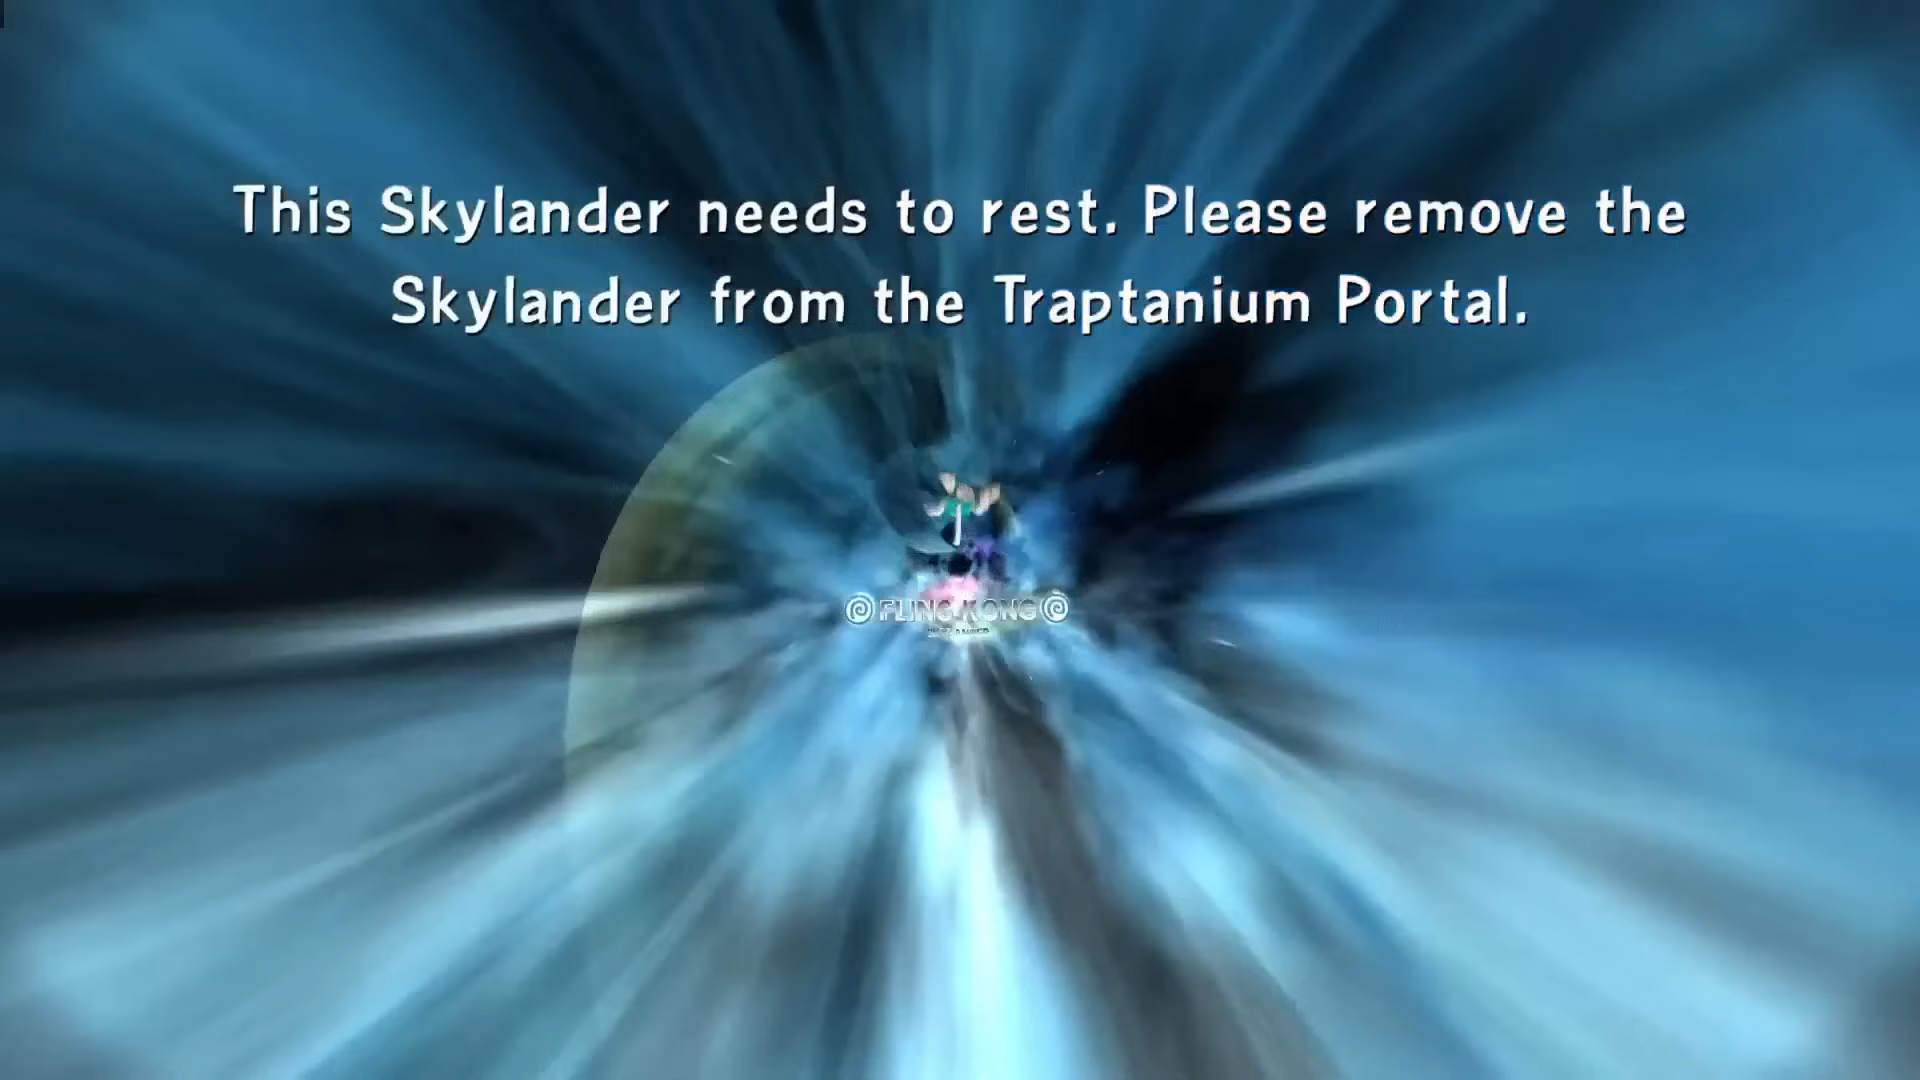 This Skylander needs to rest. Please remove the
Skylander from the Traptanium Portal.
FLING KONG